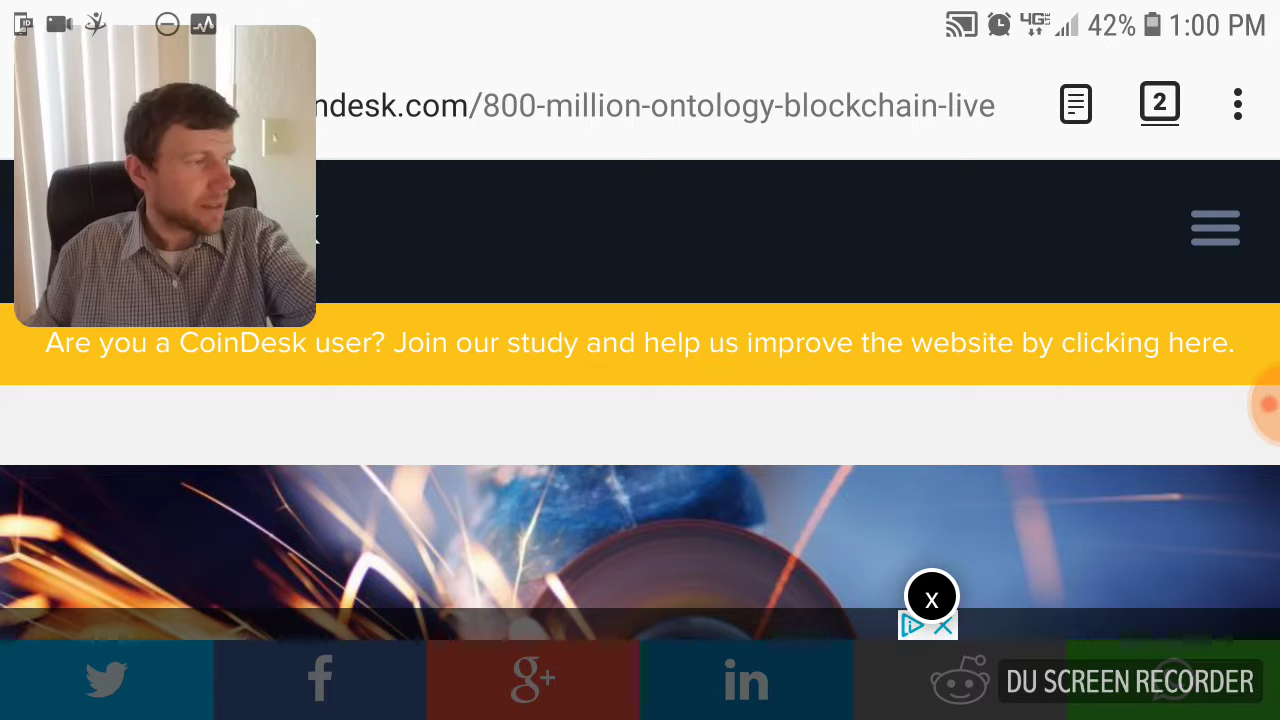 42% 1:00 PM
ndesk.com/800-million-ontology-blockchain-live
2
Are you a CoinDesk user? Join our study and help us improve the website by clicking here.
x
g+
in
DU SCREEN RECORDER